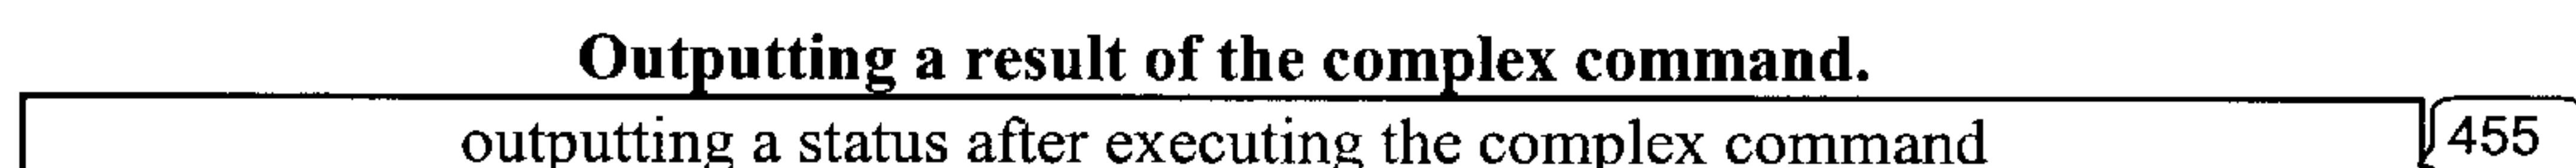 Outputting a result of the complex command.
outputting a status after executing the complex command 455